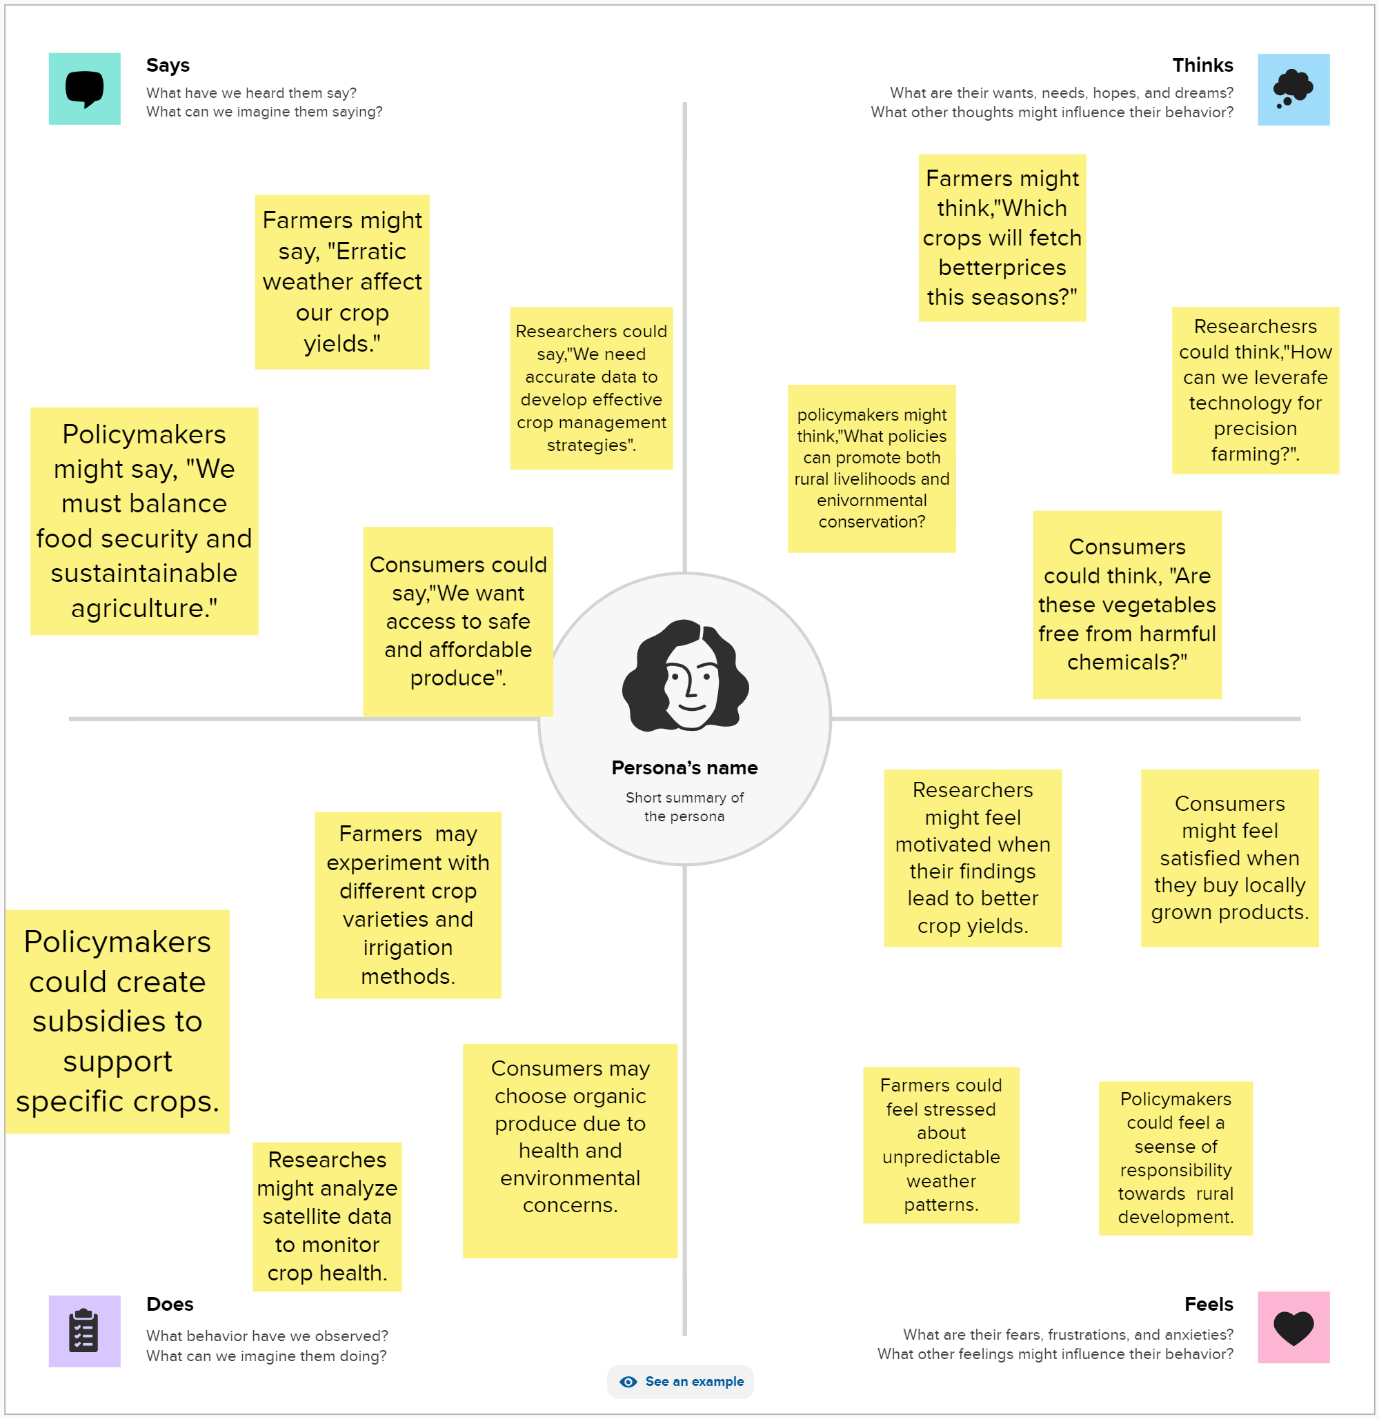 Says
What have we heard them say?
What can we imagine them saying?
Thinks
What are their wants, needs, hopes, and dreams?
What other thoughts might influence their behavior?
Farmers might
say, "Erratic
weather affect
our crop
yields."
Researchers could
say,"We need
accurate data to
develop effective
crop management
strategies".
Policymakers
might say, "We
must balance
food security and
sustaintainable
agriculture."
Consumers could
say,"We want
access to safe
and affordable
produce".
Farmers might
think,"Which
crops will fetch
betterprices
this seasons?"
Researchesrs
could think,"How
can we leverafe
technology for
precision
farming?".
policymakers might
think,"What policies
can promote both
rural livelihoods and
enivornmental
conservation?
Consumers
could think, "Are
these vegetables
free from harmful
chemicals?"
Persona's name
Short summary of
the persona
Farmers  may
experiment with
different crop
varieties and
irrigation
methods.
Policymakers
could create
subsidies to
support
specific crops.
Consumers may
choose organic
produce due to
health and
environmental
concerns.
Researches
might analyze
satellite data
to monitor
crop health.
Researchers
might feel
motivated when
their findings
lead to better
crop yields.
Consumers
might feel
satisfied when
they buy locally
grown products.
Farmers could
feel stressed
about
unpredictable
weather
patterns.
Policymakers
could feel a
seense of
responsibility
towards  rural
development.
Does
What behavior have we observed?
What can we imagine them doing?
Feels
What are their fears, frustrations, and anxieties?
What other feelings might influence their behavior?
See an example